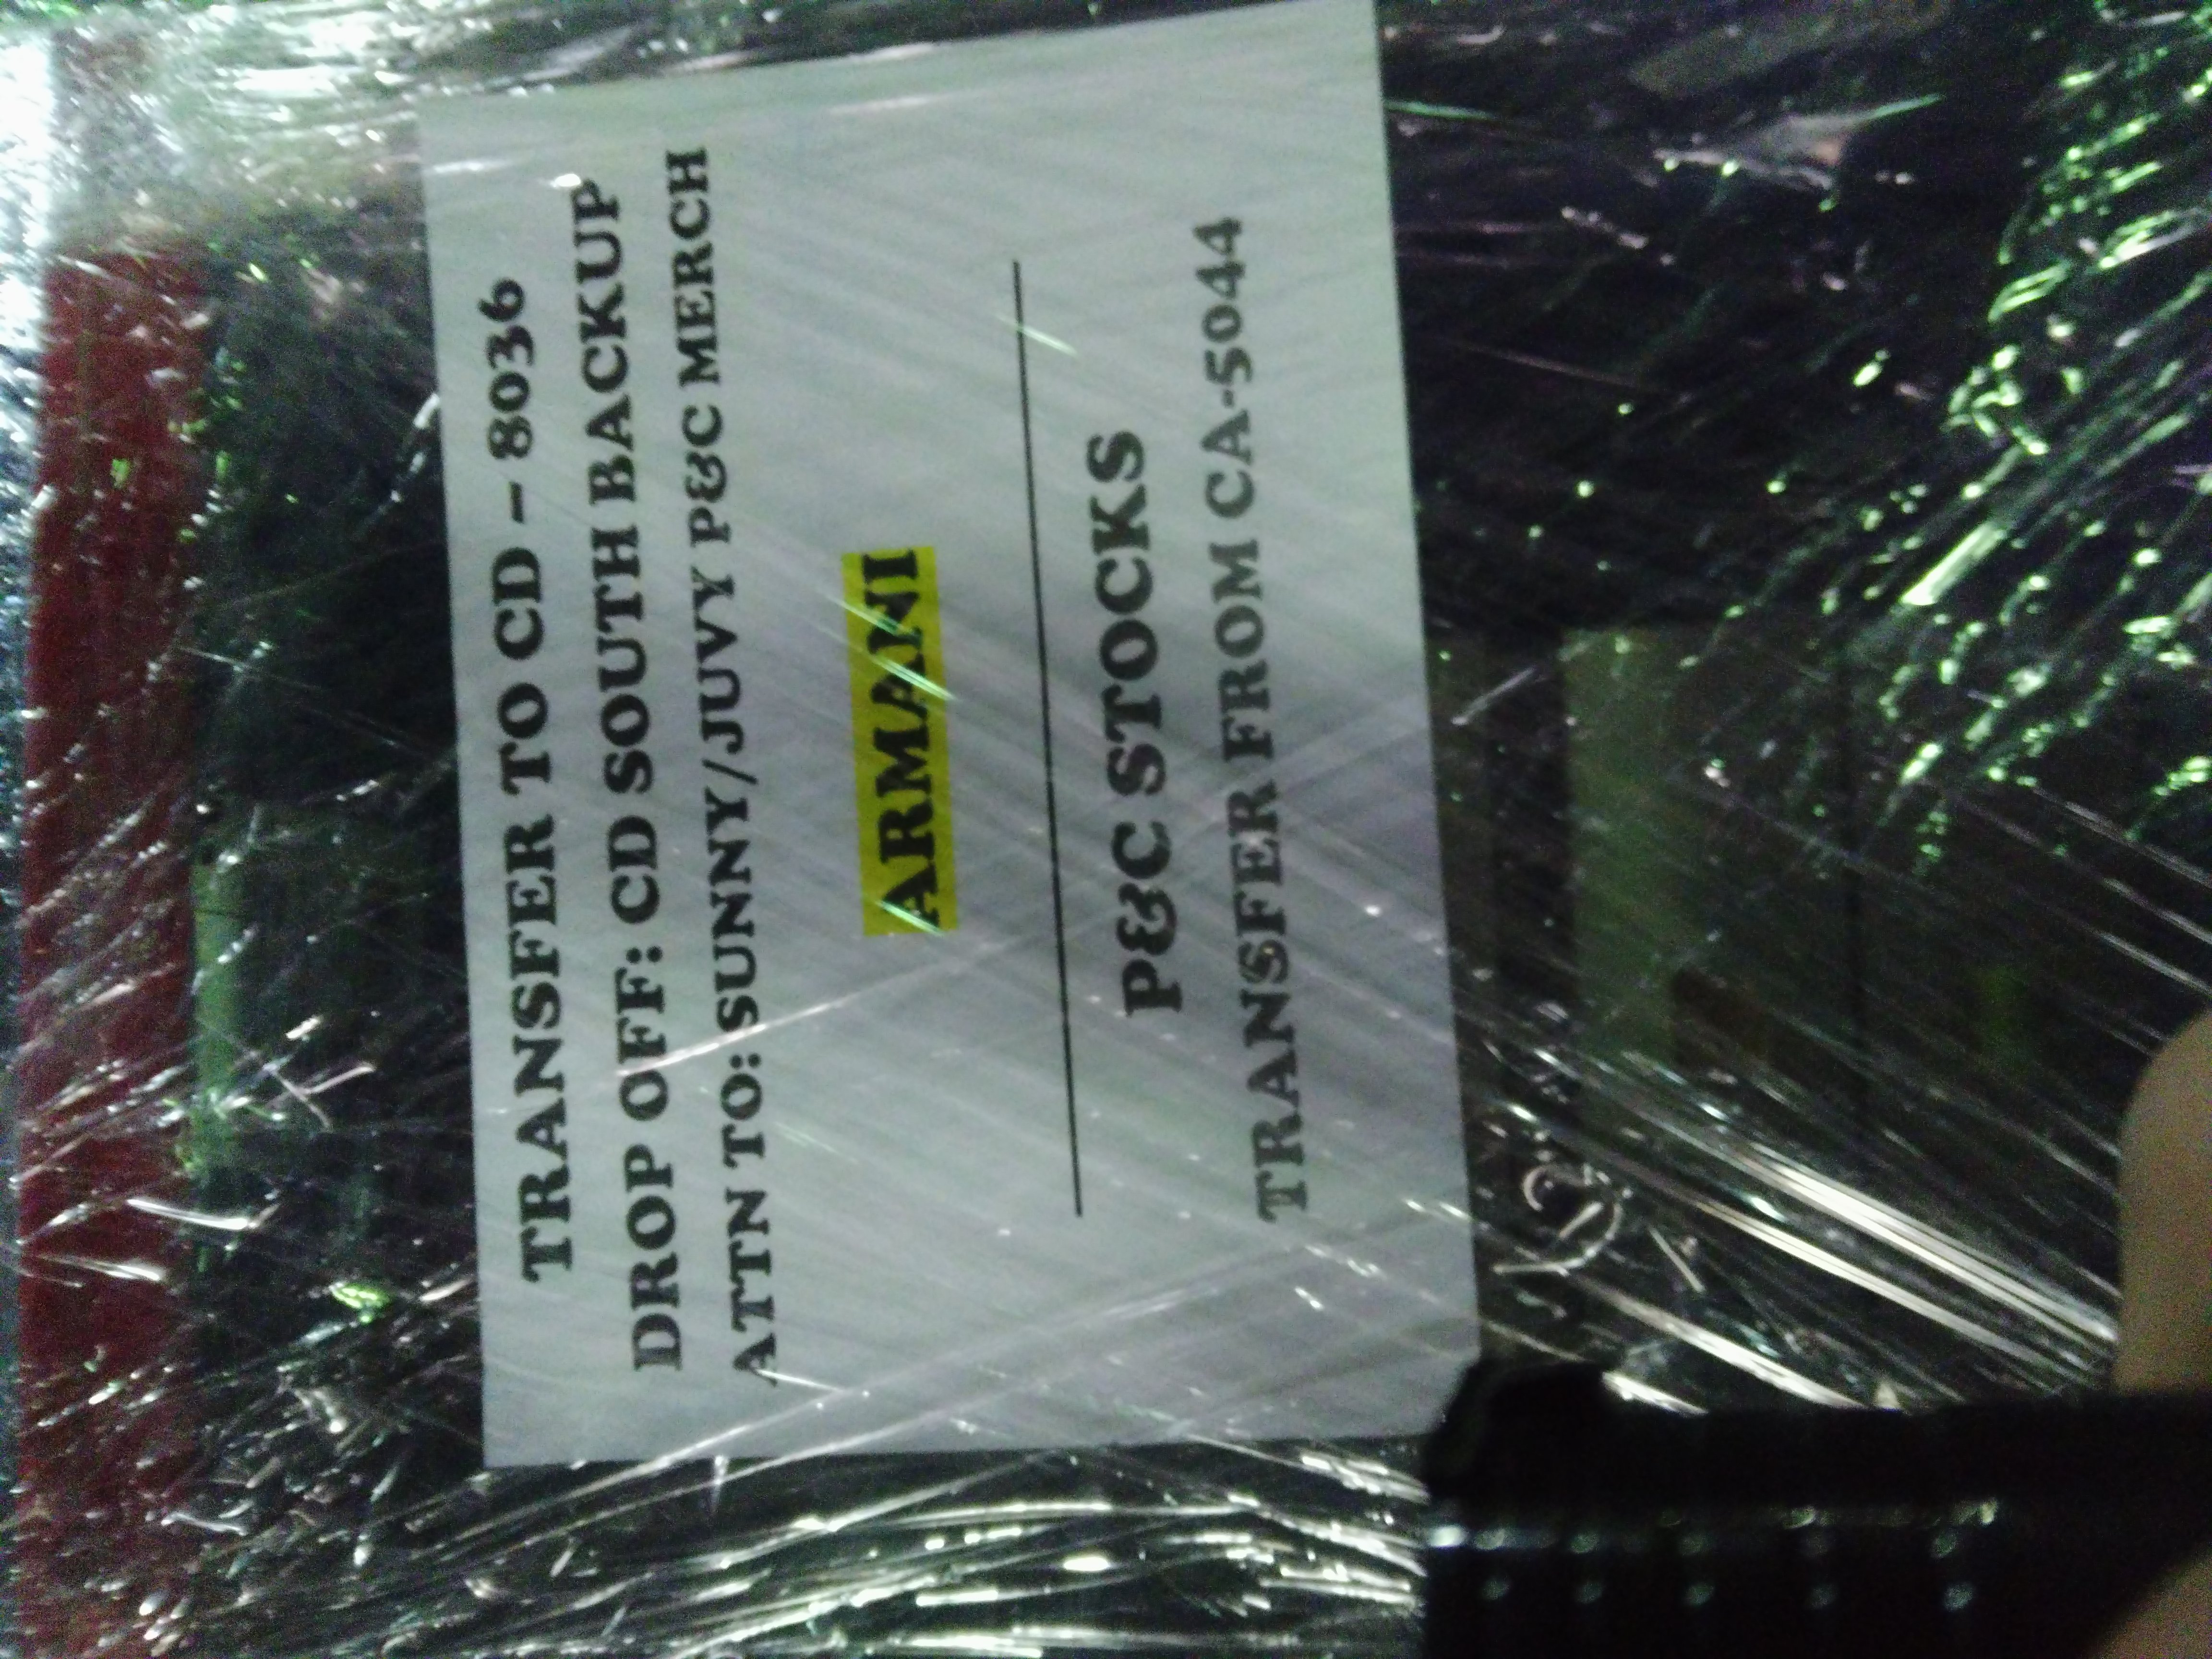 TRANSFER TO CD – 8036
DROP OFF: CD SOUTH BACKUP
ATTN TO: SUNNY/JUVY P&C MERCH
ARMANI
P&C STOCKS
TRANSFER FROM CA-5044